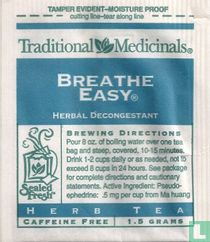 TAMPER EVIDENT–MOISTURE PROOF
cutting line–tear along line
Traditional Medicinals®
BREATHE
EASY®
HERBAL DECONGESTANT
BREWING DIRECTIONS
Pour 8 oz. of boiling water over one tea
bag and steep, covered, 10-15 minutes.
Drink 1-2 cups daily or as needed, not to
exceed 8 cups in 24 hours. See package
for complete directions and cautionary
statements. Active Ingredient: Pseudo-
ephedrine: .5 mg per cup from Ma huang
Sealed
Fresh
HERB TEA
CAFFEINE FREE 1.5 GRAMS